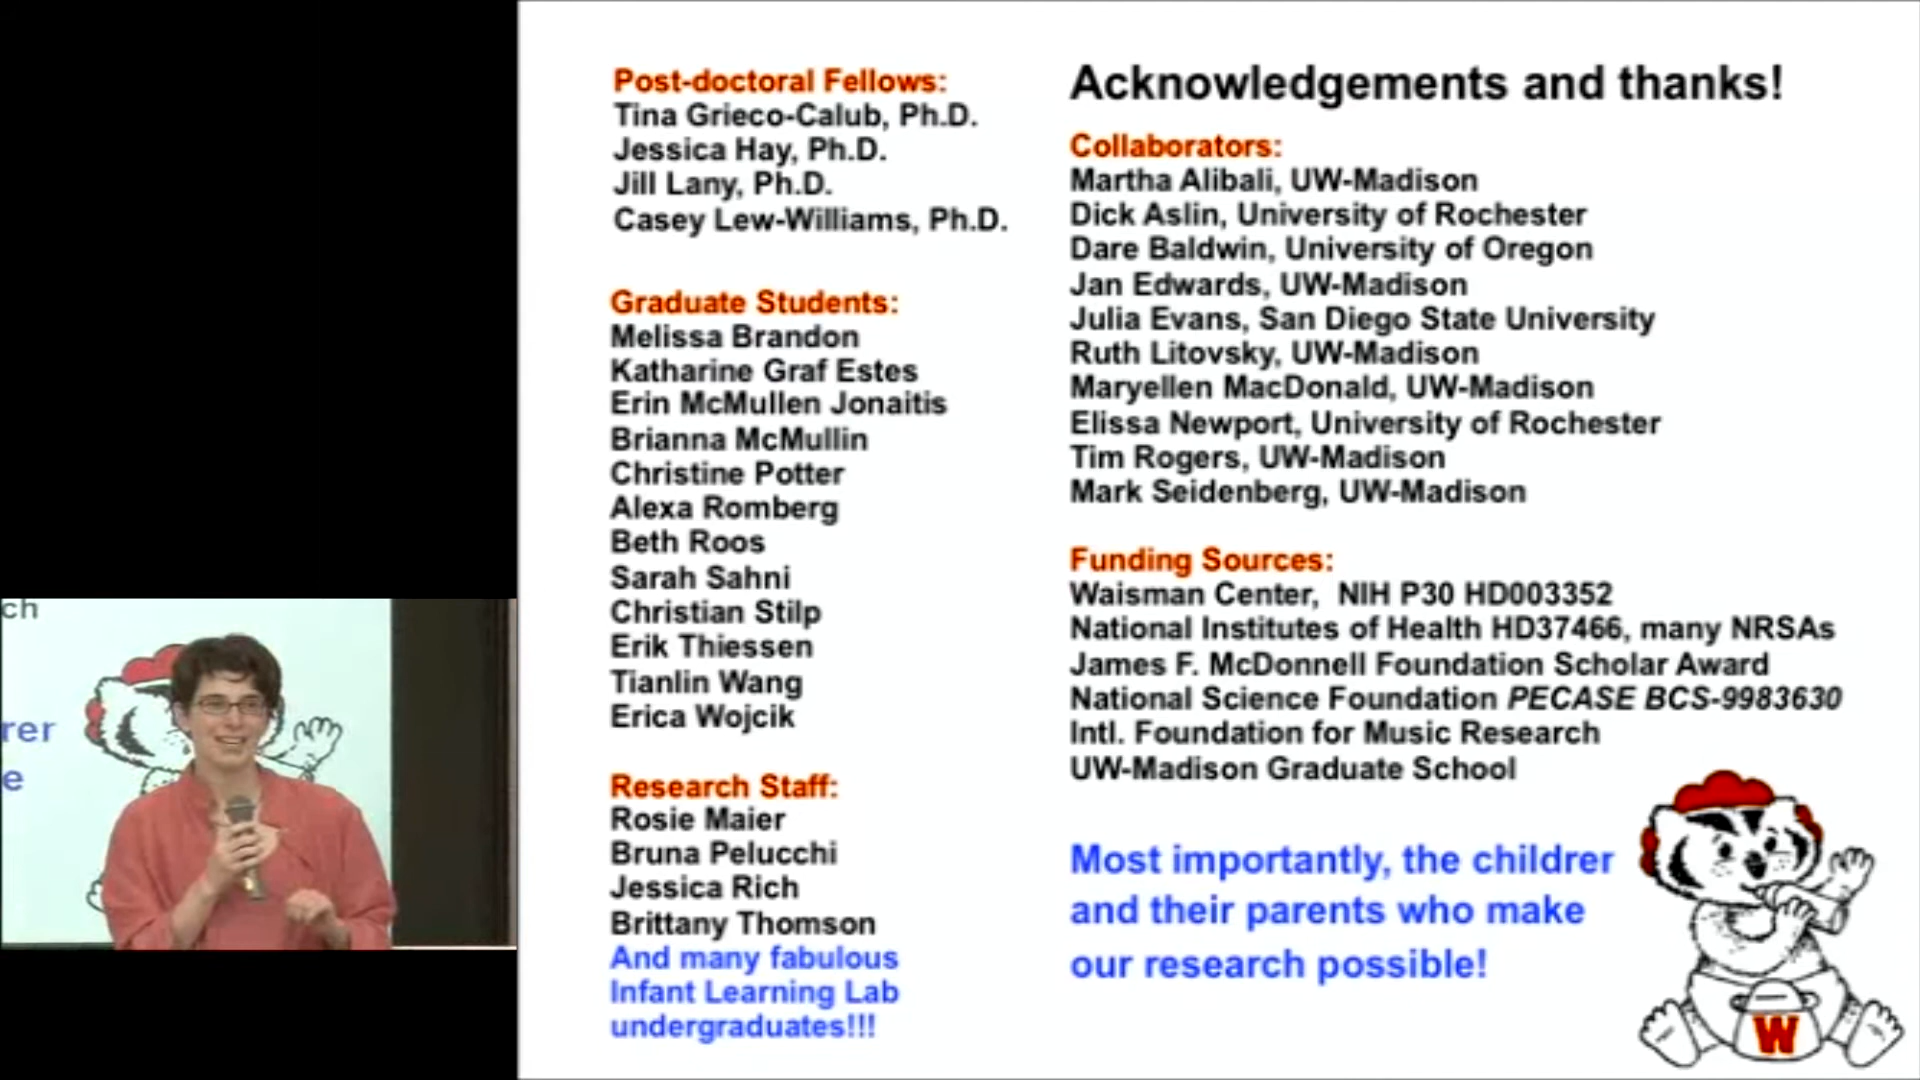 Post-doctoral Fellows:
Tina Grieco-Calub, Ph.D.
Jessica Hay, Ph.D.
Jill Lany, Ph.D.
Casey Lew-Williams, Ph.D.
Graduate Students:
Melissa Brandon
Katharine Graf Estes
Erin McMullen Jonaitis
Brianna McMullin
Christine Potter
Alexa Romberg
Beth Roos
Sarah Sahni
Christian Stilp
Erik Thiessen
Tianlin Wang
Erica Wojcik
Research Staff:
Rosie Maier
Bruna Pelucchi
Jessica Rich
Brittany Thomson
And many fabulous
Infant Learning Lab
undergraduates!!!
Acknowledgements and thanks!
Collaborators:
Martha Alibali, UW-Madison
Dick Aslin, University of Rochester
Dare Baldwin, University of Oregon
Jan Edwards, UW-Madison
Julia Evans, San Diego State University
Ruth Litovsky, UW-Madison
Maryellen MacDonald, UW-Madison
Elissa Newport, University of Rochester
Tim Rogers, UW-Madison
Mark Seidenberg, UW-Madison
Funding Sources:
Waisman Center, NIH P30 HD003352
National Institutes of Health HD37466, many NRSAs
James F. McDonnell Foundation Scholar Award
National Science Foundation PECASE BCS-9983630
Intl. Foundation for Music Research
UW-Madison Graduate School
Most importantly, the childrer
and their parents who make
our research possible!
W
ch
rer
e